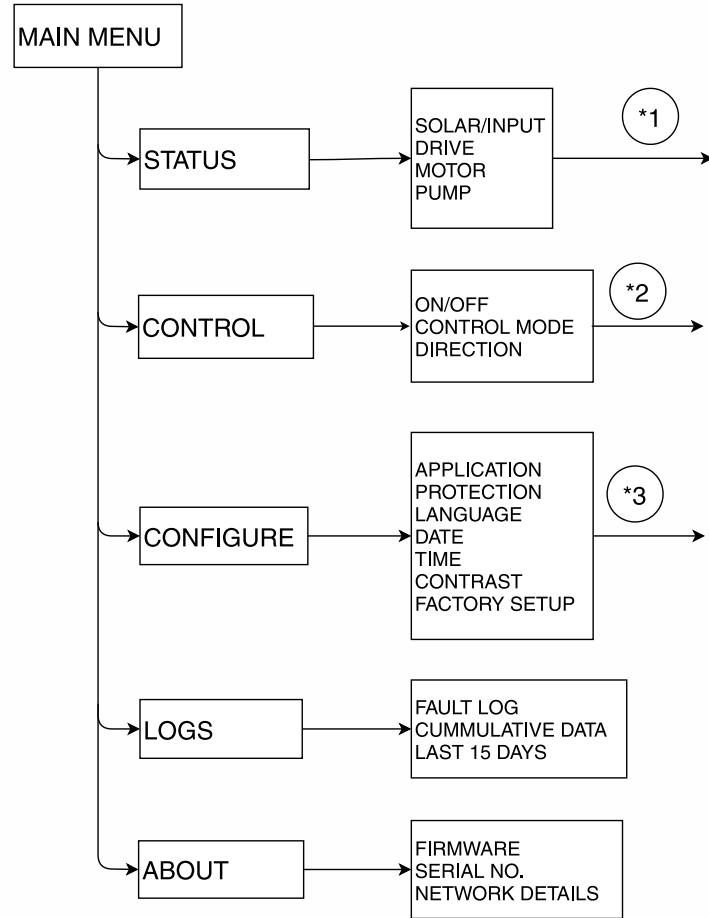 MAIN MENU
STATUS
SOLAR/INPUT
DRIVE
MOTOR
PUMP
*1
CONTROL
ON/OFF
CONTROL MODE
DIRECTION
*2
CONFIGURE
APPLICATION
PROTECTION
LANGUAGE
DATE
TIME
CONTRAST
FACTORY SETUP
*3
LOGS
FAULT LOG
CUMMULATIVE DATA
LAST 15 DAYS
ABOUT
FIRMWARE
SERIAL NO.
NETWORK DETAILS